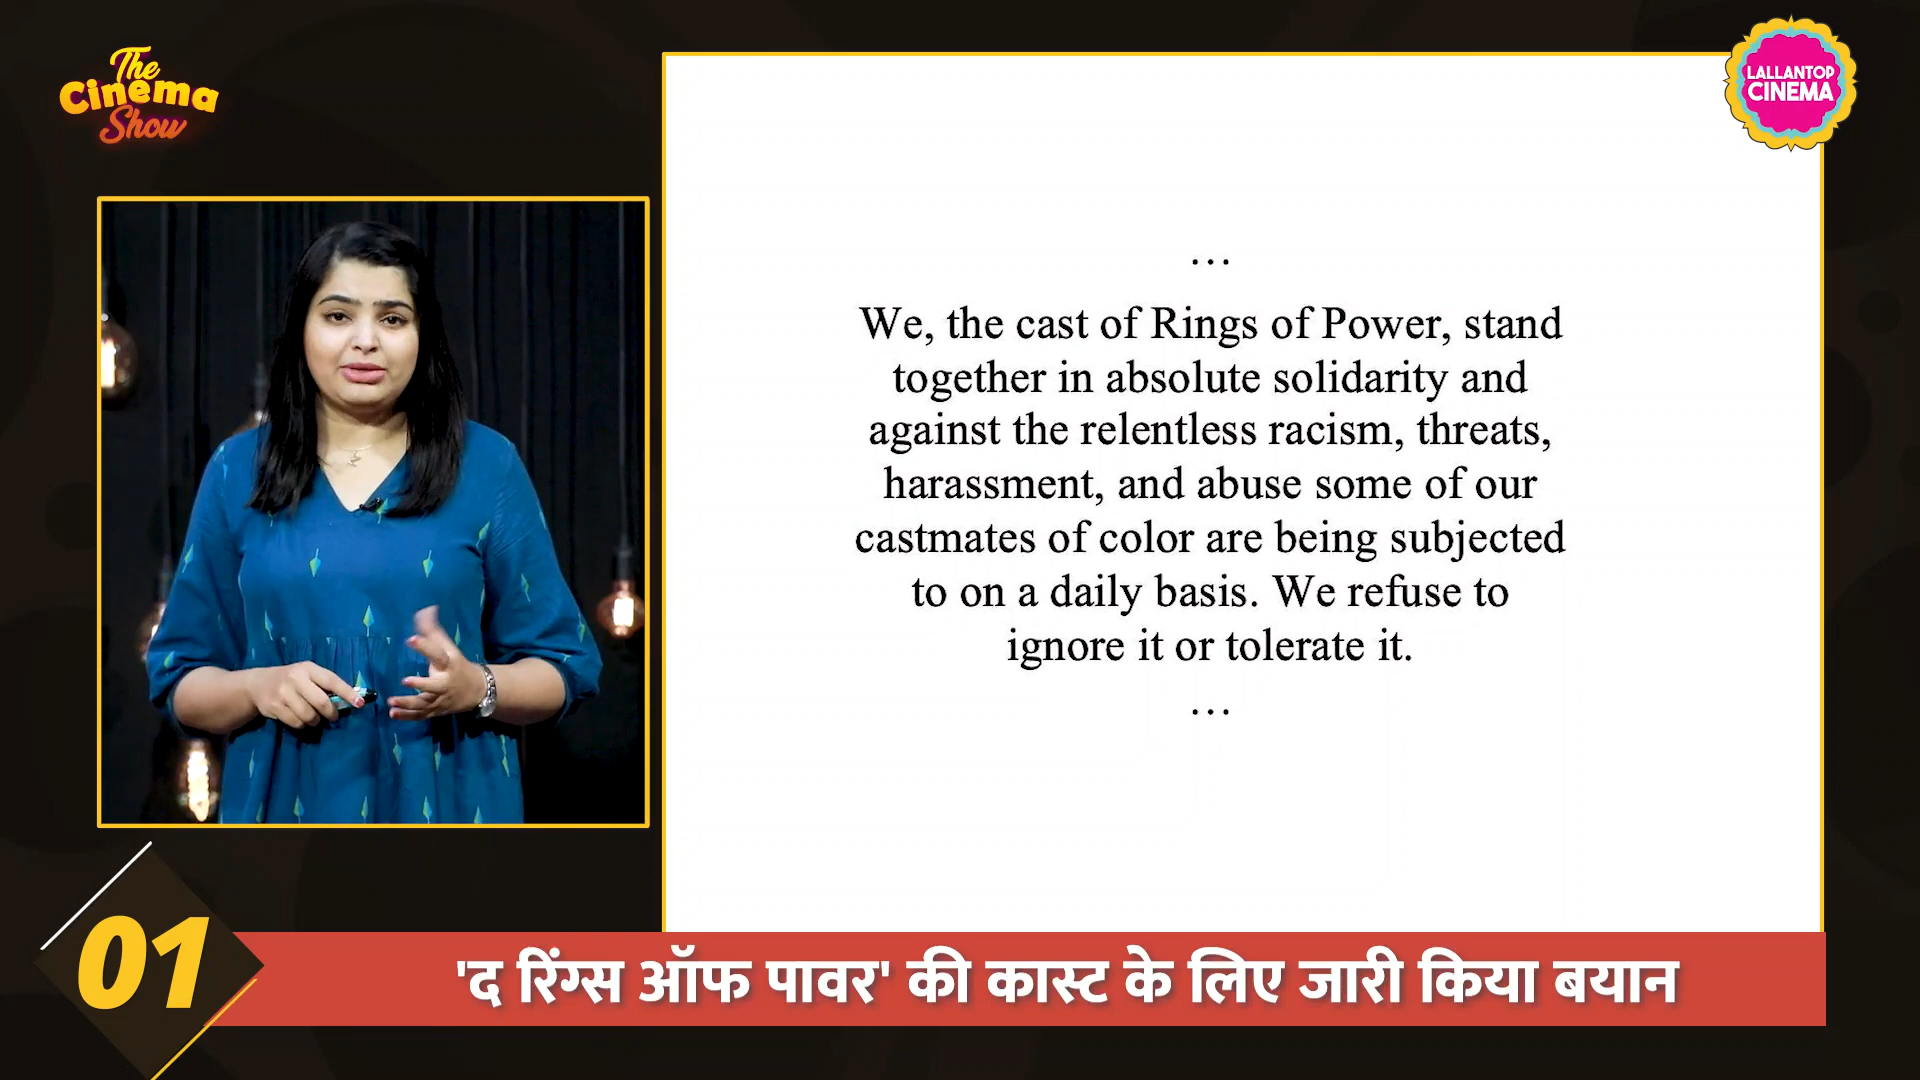 The
Cinema
Show
LALLANTOP
CINEMA
...
We, the cast of Rings of Power, stand
together in absolute solidarity and
against the relentless racism, threats,
harassment, and abuse some of our
castmates of color are being subjected
to on a daily basis. We refuse to
ignore it or tolerate it.
...
01
'द रिंग्स ऑफ पावर' की कास्ट के लिए जारी किया बयान